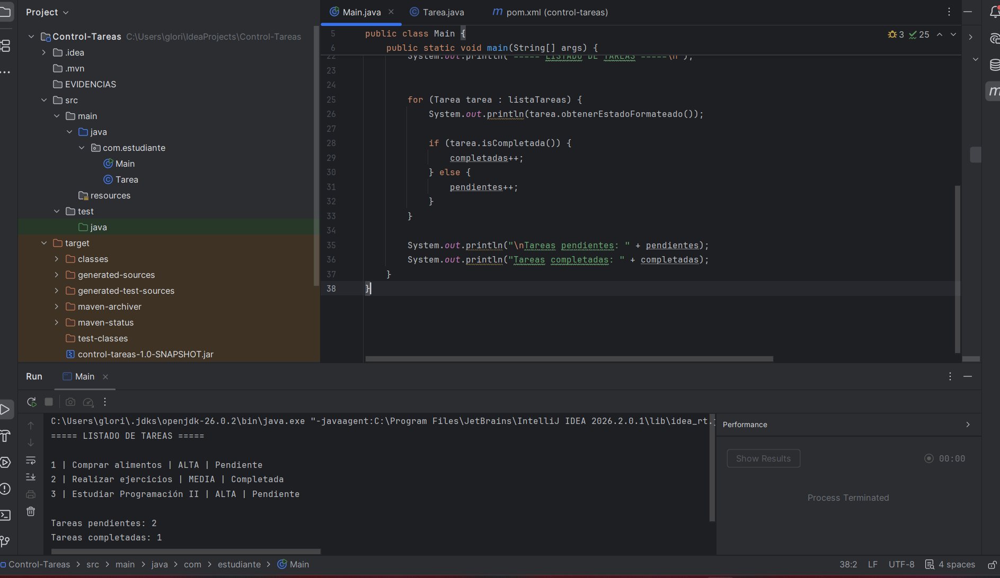 Project
Main.java
Tarea.java
m pom.xml (control-tareas)
Control-Tareas C:\Users\glori\IdeaProjects\Control-Tareas
.idea
.mvn
EVIDENCIAS
src
main
java
com.estudiante
Main
Tarea
resources
test
java
target
classes
generated-sources
generated-test-sources
maven-archiver
maven-status
test-classes
control-tareas-1.0-SNAPSHOT.jar
3 25
5 public class Main {
6 public static void main(String[] args) {
22 System.out.println("===== LISTADO DE TAREAS =====\n");
23
24
25 for (Tarea tarea : listaTareas) {
26 System.out.println(tarea.obtenerEstadoFormateado());
27
28 if (tarea.isCompletada()) {
29 completadas++;
30 } else {
31 pendientes++;
32 }
33 }
34
35 System.out.println("\nTareas pendientes: " + pendientes);
36 System.out.println("Tareas completadas: " + completadas);
37 }
38 }
m
Run
Main
C:\Users\glori\.jdks\openjdk-26.0.2\bin\java.exe "-javaagent:C:\Program Files\JetBrains\IntelliJ IDEA 2026.2.0.1\lib\idea_rt.
===== LISTADO DE TAREAS =====
1 | Comprar alimentos | ALTA | Pendiente
2 | Realizar ejercicios | MEDIA | Completada
3 | Estudiar Programación II | ALTA | Pendiente
Tareas pendientes: 2
Tareas completadas: 1
Performance
Show Results
00:00
Process Terminated
Control-Tareas > src > main > java > com > estudiante > Main
38:2 LF UTF-8 4 spaces